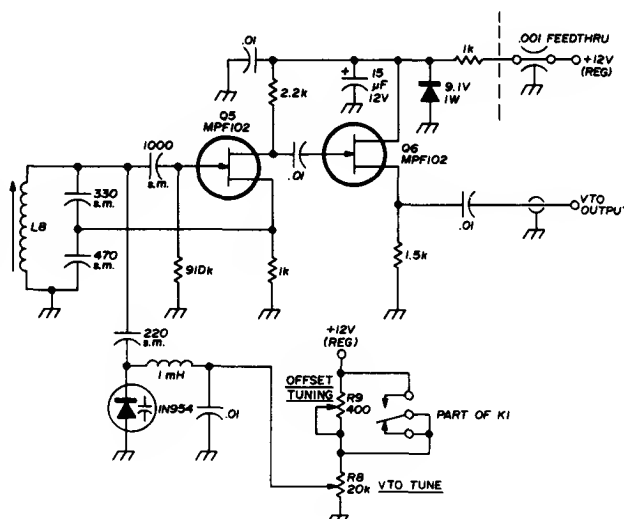 .001 FEEDTHRU
+12V
(REG)
1k
.01
15
µF
12V
9.1V
1W
2.2k
Q5
MPF102
Q6
MPF102
1000
s.m.
.01
330
s.m.
L8
470
s.m.
910k
1k
1.5k
.01
VTO
OUTPUT
220
s.m.
1 mH
1N954
.01
+12V
(REG)
OFFSET
TUNING
R9
400
PART OF K1
R8
20k
VTO TUNE